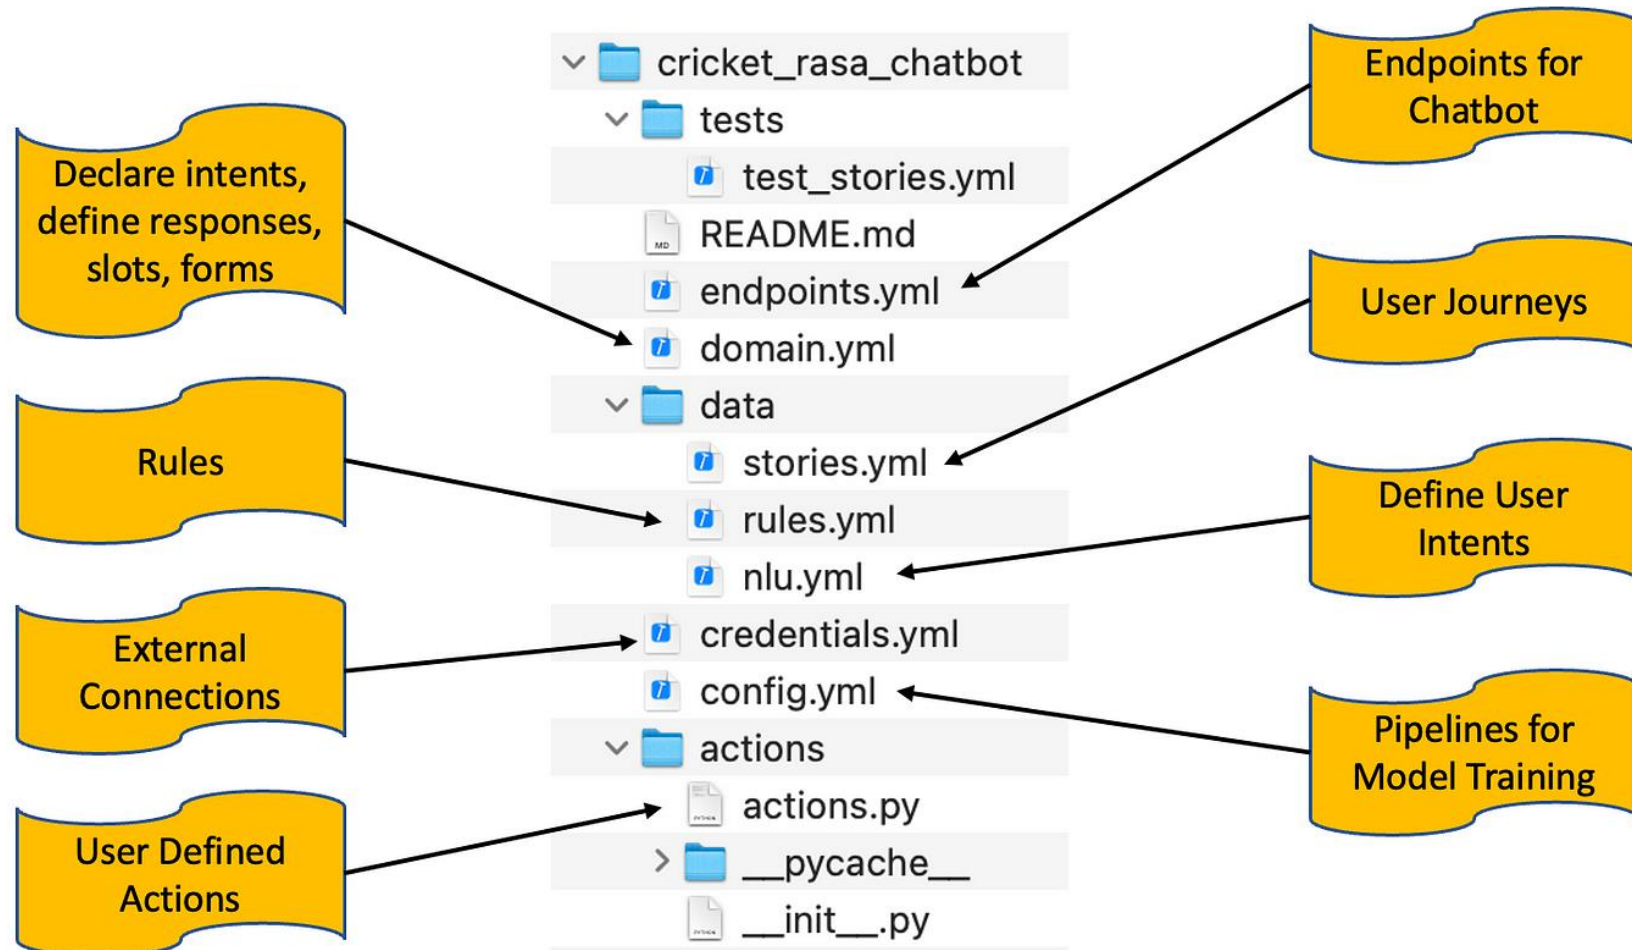 cricket_rasa_chatbot
tests
test_stories.yml
README.md
endpoints.yml
domain.yml
data
stories.yml
rules.yml
nlu.yml
credentials.yml
config.yml
actions
actions.py
__pycache__
__init__.py
Declare intents,
define responses,
slots, forms
Rules
External
Connections
User Defined
Actions
Endpoints for
Chatbot
User Journeys
Define User
Intents
Pipelines for
Model Training